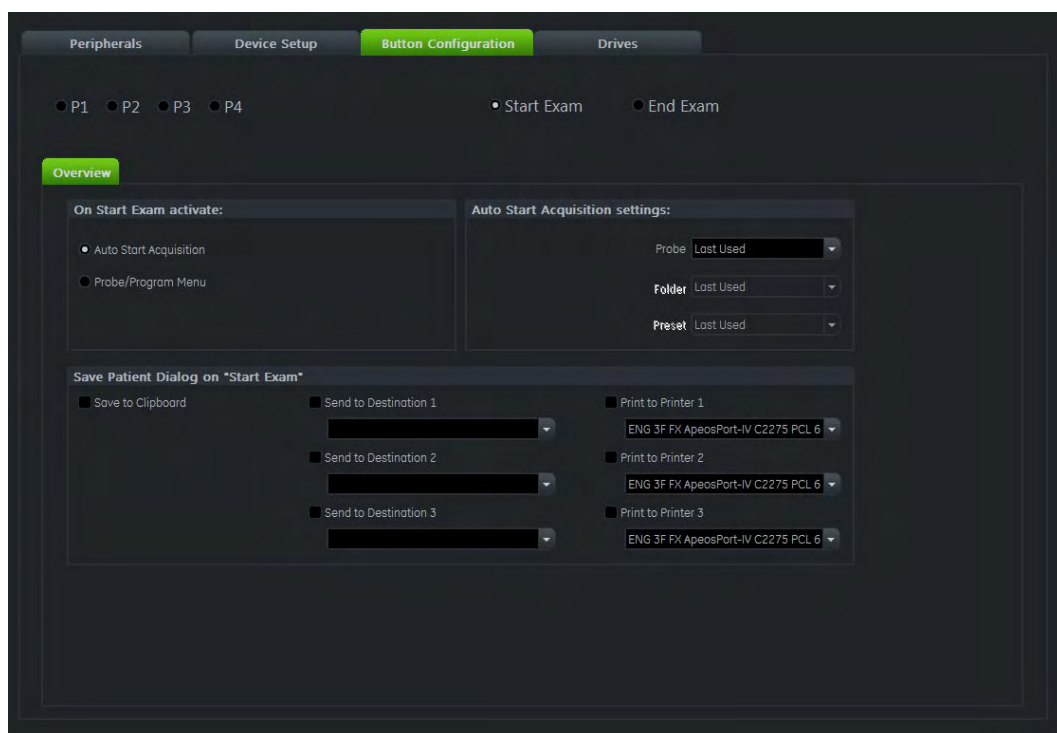 Peripherals Device Setup Button Configuration Drives
P1 P2 P3 P4 Start Exam End Exam
Overview
On Start Exam activate:
Auto Start Acquisition
Probe/Program Menu
Auto Start Acquisition settings:
Probe Last Used
Folder Last Used
Preset Last Used
Save Patient Dialog on "Start Exam"
Save to Clipboard Send to Destination 1 Print to Printer 1
ENG 3F FX ApeosPort-IV C2275 PCL 6
Send to Destination 2 Print to Printer 2
ENG 3F FX ApeosPort-IV C2275 PCL 6
Send to Destination 3 Print to Printer 3
ENG 3F FX ApeosPort-IV C2275 PCL 6